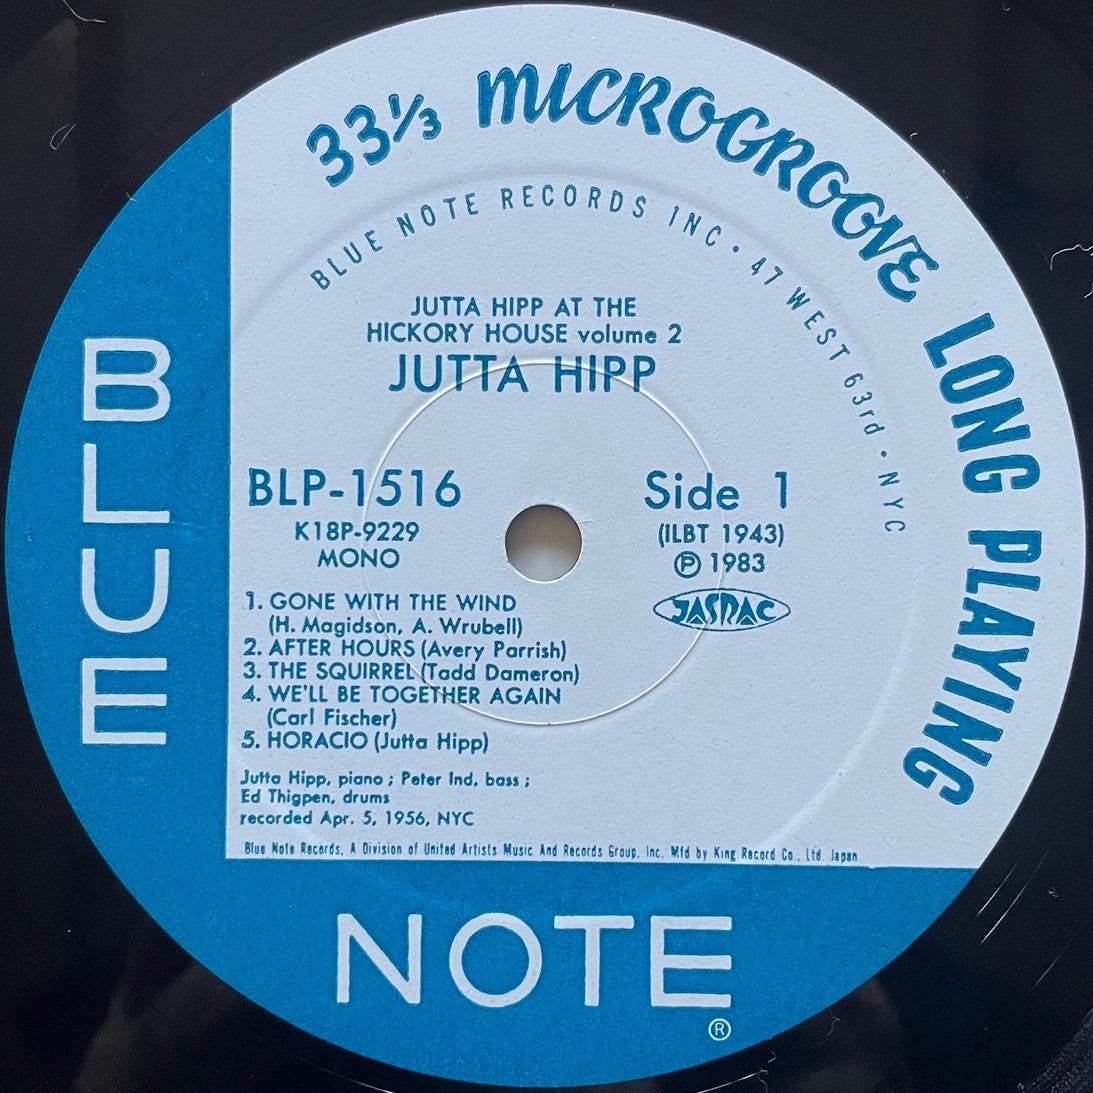 33⅓ MICROGROOVE LONG PLAYING
BLUE NOTE RECORDS INC • 47 WEST 63rd • NYC
JUTTA HIPP AT THE
HICKORY HOUSE volume 2
JUTTA HIPP
BLP-1516
K18P-9229
MONO
Side 1
(ILBT 1943)
Ⓟ 1983
JASRAC
1. GONE WITH THE WIND
(H. Magidson, A. Wrubell)
2. AFTER HOURS (Avery Parrish)
3. THE SQUIRREL (Tadd Dameron)
4. WE'LL BE TOGETHER AGAIN
(Carl Fischer)
5. HORACIO (Jutta Hipp)
Jutta Hipp, piano ; Peter Ind, bass ;
Ed Thigpen, drums
recorded Apr. 5, 1956, NYC
Blue Note Records, A Division of United Artists Music And Records Group, Inc. Mfd by King Record Co., Ltd. Japan
BLUE
NOTE
®